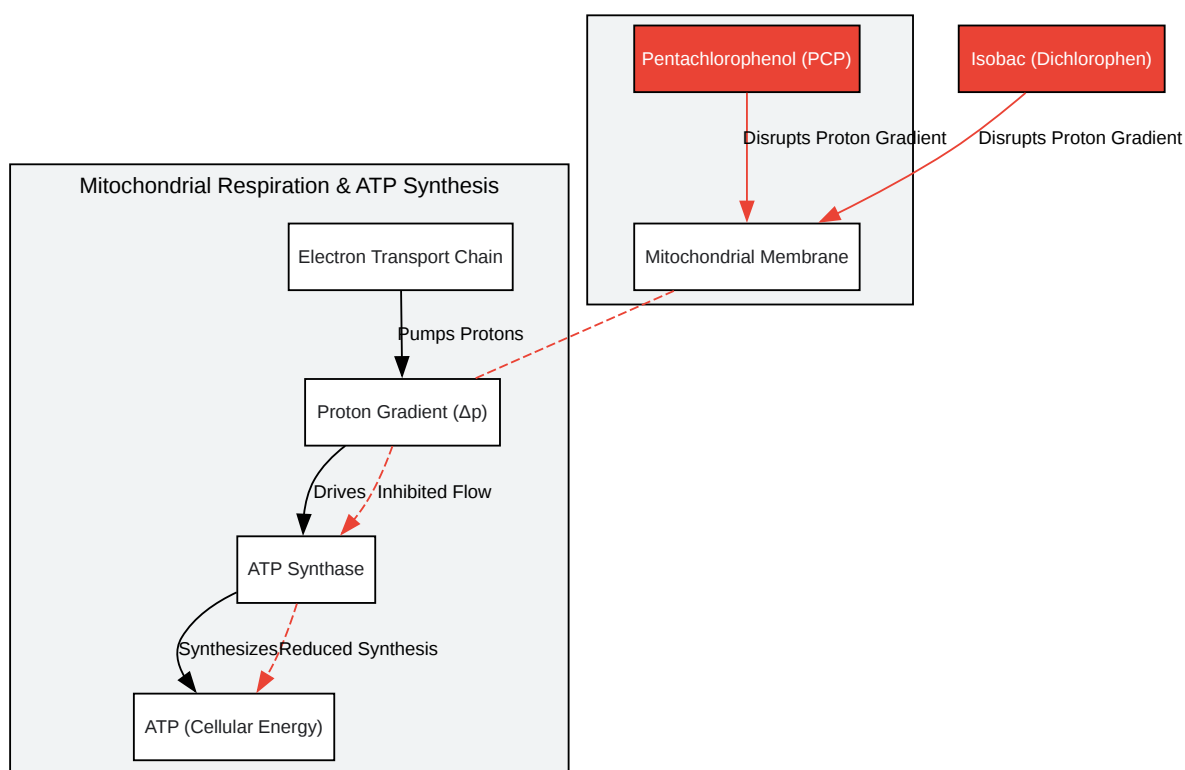 Pentachlorophenol (PCP)
Isobac (Dichlorophen)
Disrupts Proton Gradient
Disrupts Proton Gradient
Mitochondrial Respiration & ATP Synthesis
Electron Transport Chain
Mitochondrial Membrane
Pumps Protons
Proton Gradient (Δp)
Drives
Inhibited Flow
ATP Synthase
Synthesizes
Reduced Synthesis
ATP (Cellular Energy)